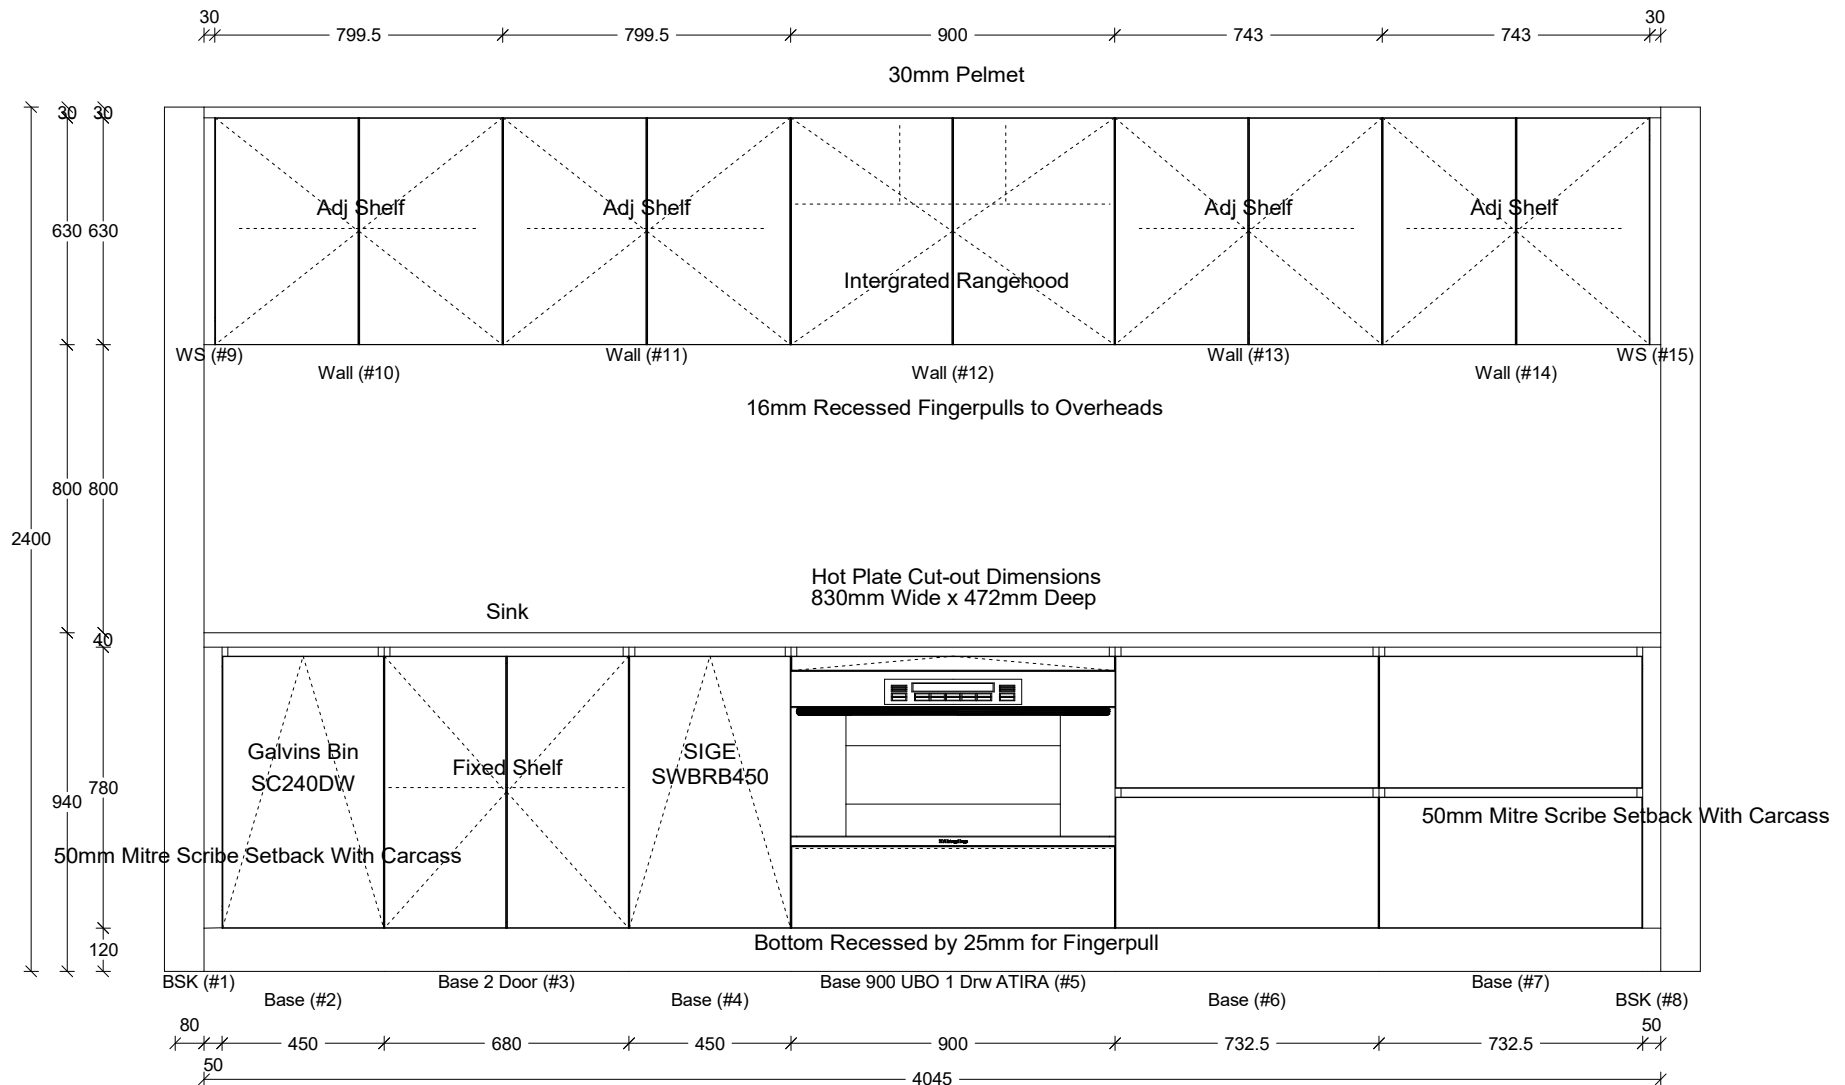 30
799.5
799.5
900
743
743
30
30mm Pelmet
30
30
630
630
800
800
2400
40
940
780
120
Adj Shelf
Adj Shelf
Adj Shelf
Adj Shelf
Intergrated Rangehood
WS (#9)
Wall (#10)
Wall (#11)
Wall (#12)
Wall (#13)
Wall (#14)
WS (#15)
16mm Recessed Fingerpulls to Overheads
Hot Plate Cut-out Dimensions
830mm Wide x 472mm Deep
Sink
Galvins Bin
SC240DW
Fixed Shelf
SIGE
SWBRB450
50mm Mitre Scribe Setback With Carcass
50mm Mitre Scribe Setback With Carcass
Bottom Recessed by 25mm for Fingerpull
BSK (#1)
Base (#2)
Base 2 Door (#3)
Base (#4)
Base 900 UBO 1 Drw ATIRA (#5)
Base (#6)
Base (#7)
BSK (#8)
80
50
450
680
450
900
732.5
732.5
50
4045